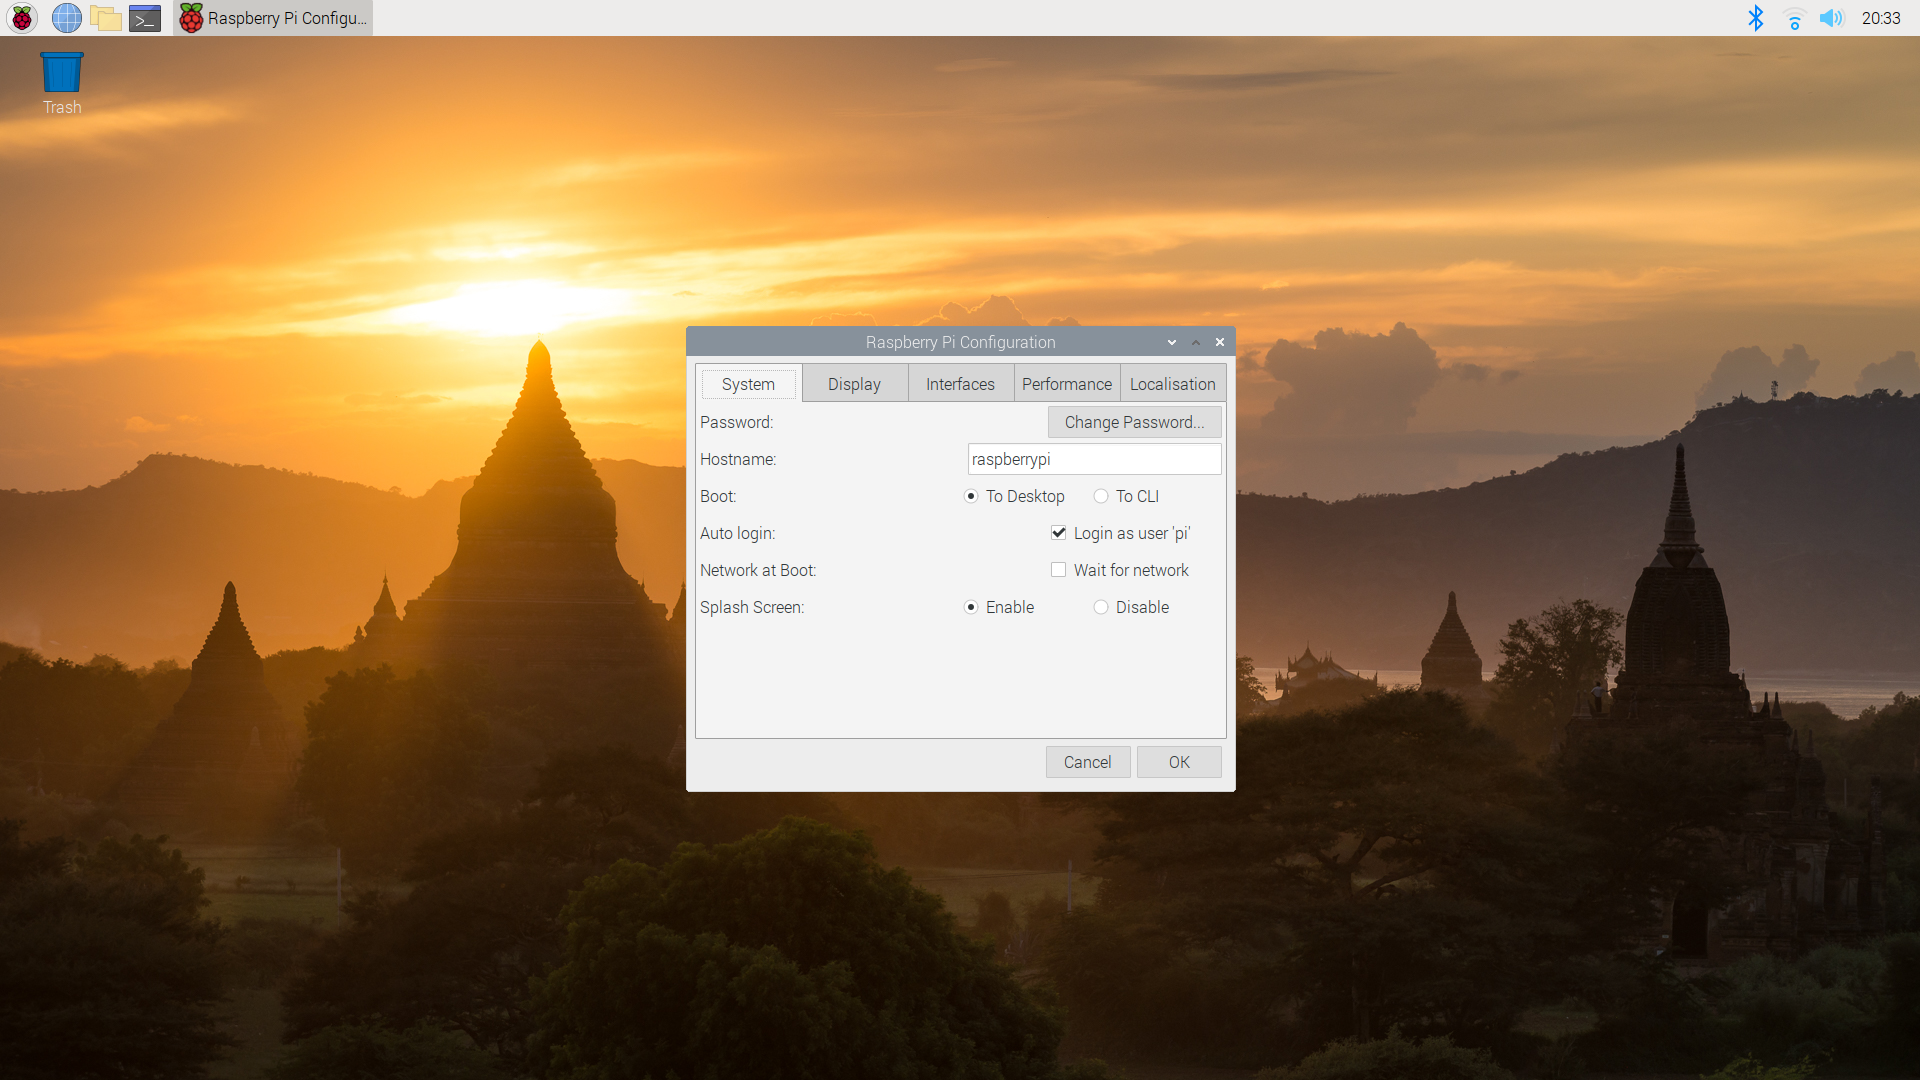 Raspberry Pi Configu...
20:33
Trash
Raspberry Pi Configuration
System Display Interfaces Performance Localisation
Password: Change Password...
Hostname: raspberrypi
Boot: To Desktop To CLI
Auto login: Login as user 'pi'
Network at Boot: Wait for network
Splash Screen: Enable Disable
Cancel OK